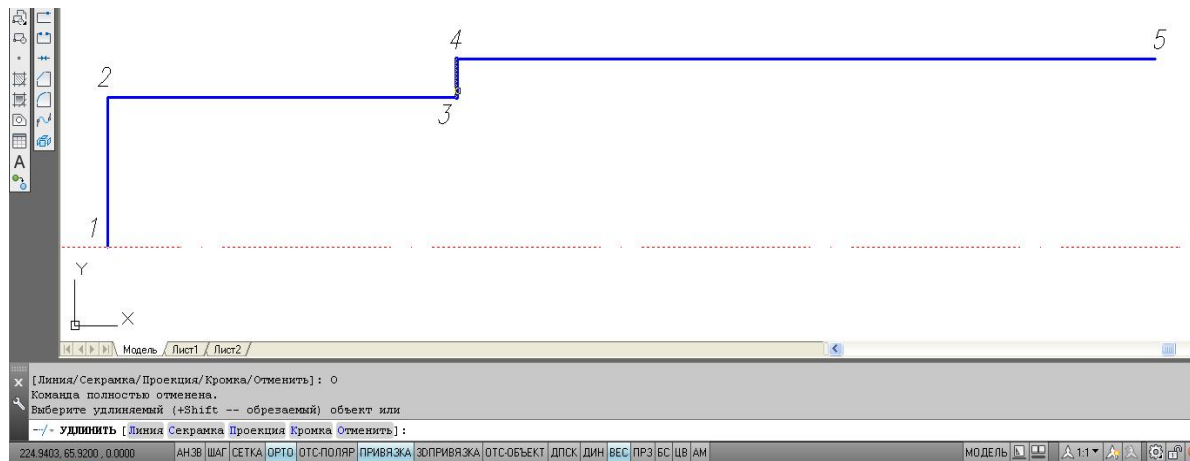 4
5
2
3
1
A
Y
X
Модель / Лист1 / Лист2 /
[Линия/Секрамка/Проекция/Кромка/Отменить]: О
Команда полностью отменена.
Выберите удлиняемый (+Shift -- обрезаемый) объект или
--/- УДЛИНИТЬ [Линия Секрамка Проекция Кромка Отменить]:
224.9403, 65.9200 , 0.0000 АНЗВ ШАГ СЕТКА ОРТО ОТС-ПОЛЯР ПРИВЯЗКА 3DПРИВЯЗКА ОТС-ОБЪЕКТ ДПСК ДИН ВЕС ПРЗ БС ЦВ АМ МОДЕЛЬ 1:1